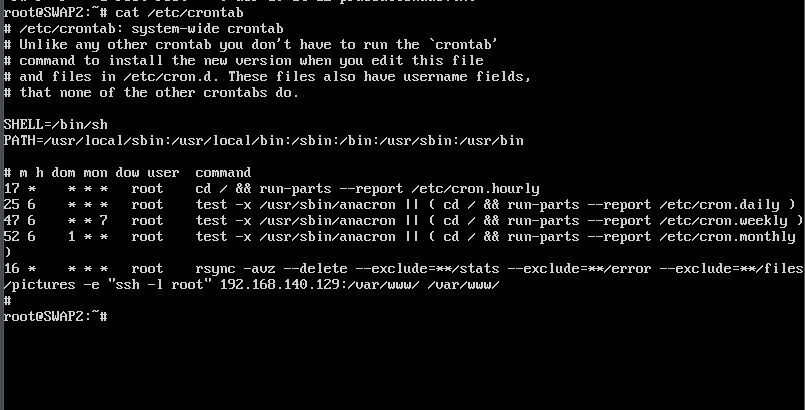 root@SWAP2:~# cat /etc/crontab
# /etc/crontab: system-wide crontab
# Unlike any other crontab you don't have to run the `crontab'
# command to install the new version when you edit this file
# and files in /etc/cron.d. These files also have username fields,
# that none of the other crontabs do.

SHELL=/bin/sh
PATH=/usr/local/sbin:/usr/local/bin:/sbin:/bin:/usr/sbin:/usr/bin

# m h dom mon dow user  command
17 *    * * *   root    cd / && run-parts --report /etc/cron.hourly
25 6    * * *   root    test -x /usr/sbin/anacron || ( cd / && run-parts --report /etc/cron.daily )
47 6    * * 7   root    test -x /usr/sbin/anacron || ( cd / && run-parts --report /etc/cron.weekly )
52 6    1 * *   root    test -x /usr/sbin/anacron || ( cd / && run-parts --report /etc/cron.monthly
)
16 *    * * *   root    rsync -avz --delete --exclude=**/stats --exclude=**/error --exclude=**/files
/pictures -e "ssh -l root" 192.168.140.129:/var/www/ /var/www/
#
root@SWAP2:~#